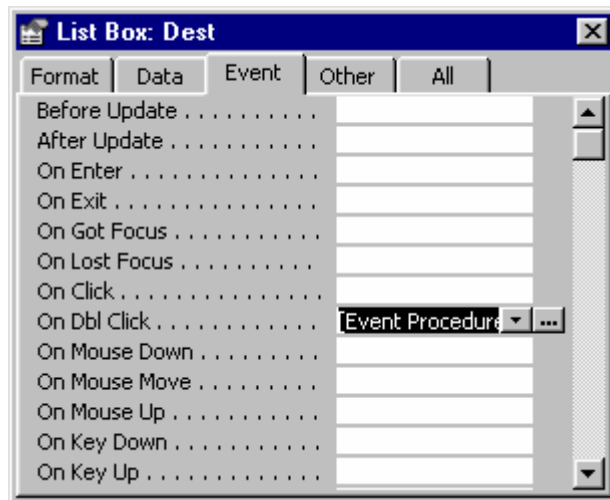 List Box: Dest
Format Data Event Other All
Before Update . . . . . . . . . .
After Update . . . . . . . . . . .
On Enter . . . . . . . . . . . . . .
On Exit . . . . . . . . . . . . . . .
On Got Focus . . . . . . . . . . .
On Lost Focus . . . . . . . . . .
On Click . . . . . . . . . . . . . . .
On Dbl Click . . . . . . . . . . . . [Event Procedure ...
On Mouse Down . . . . . . . . .
On Mouse Move . . . . . . . . .
On Mouse Up . . . . . . . . . . .
On Key Down . . . . . . . . . . .
On Key Up . . . . . . . . . . . . .